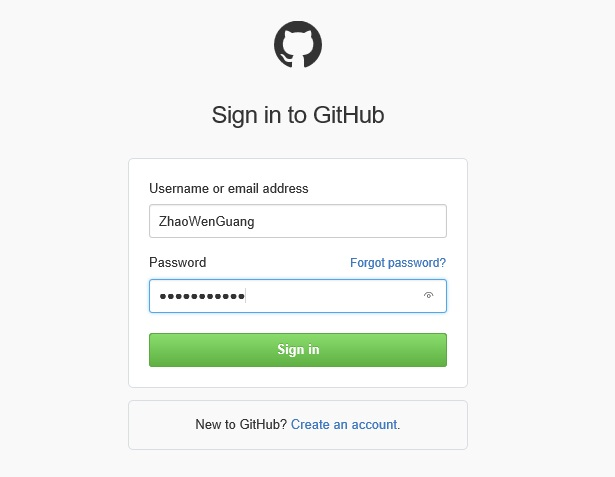 Sign in to GitHub
Username or email address
ZhaoWenGuang
Password Forgot password?
●●●●●●●●●●●
Sign in
New to GitHub? Create an account.